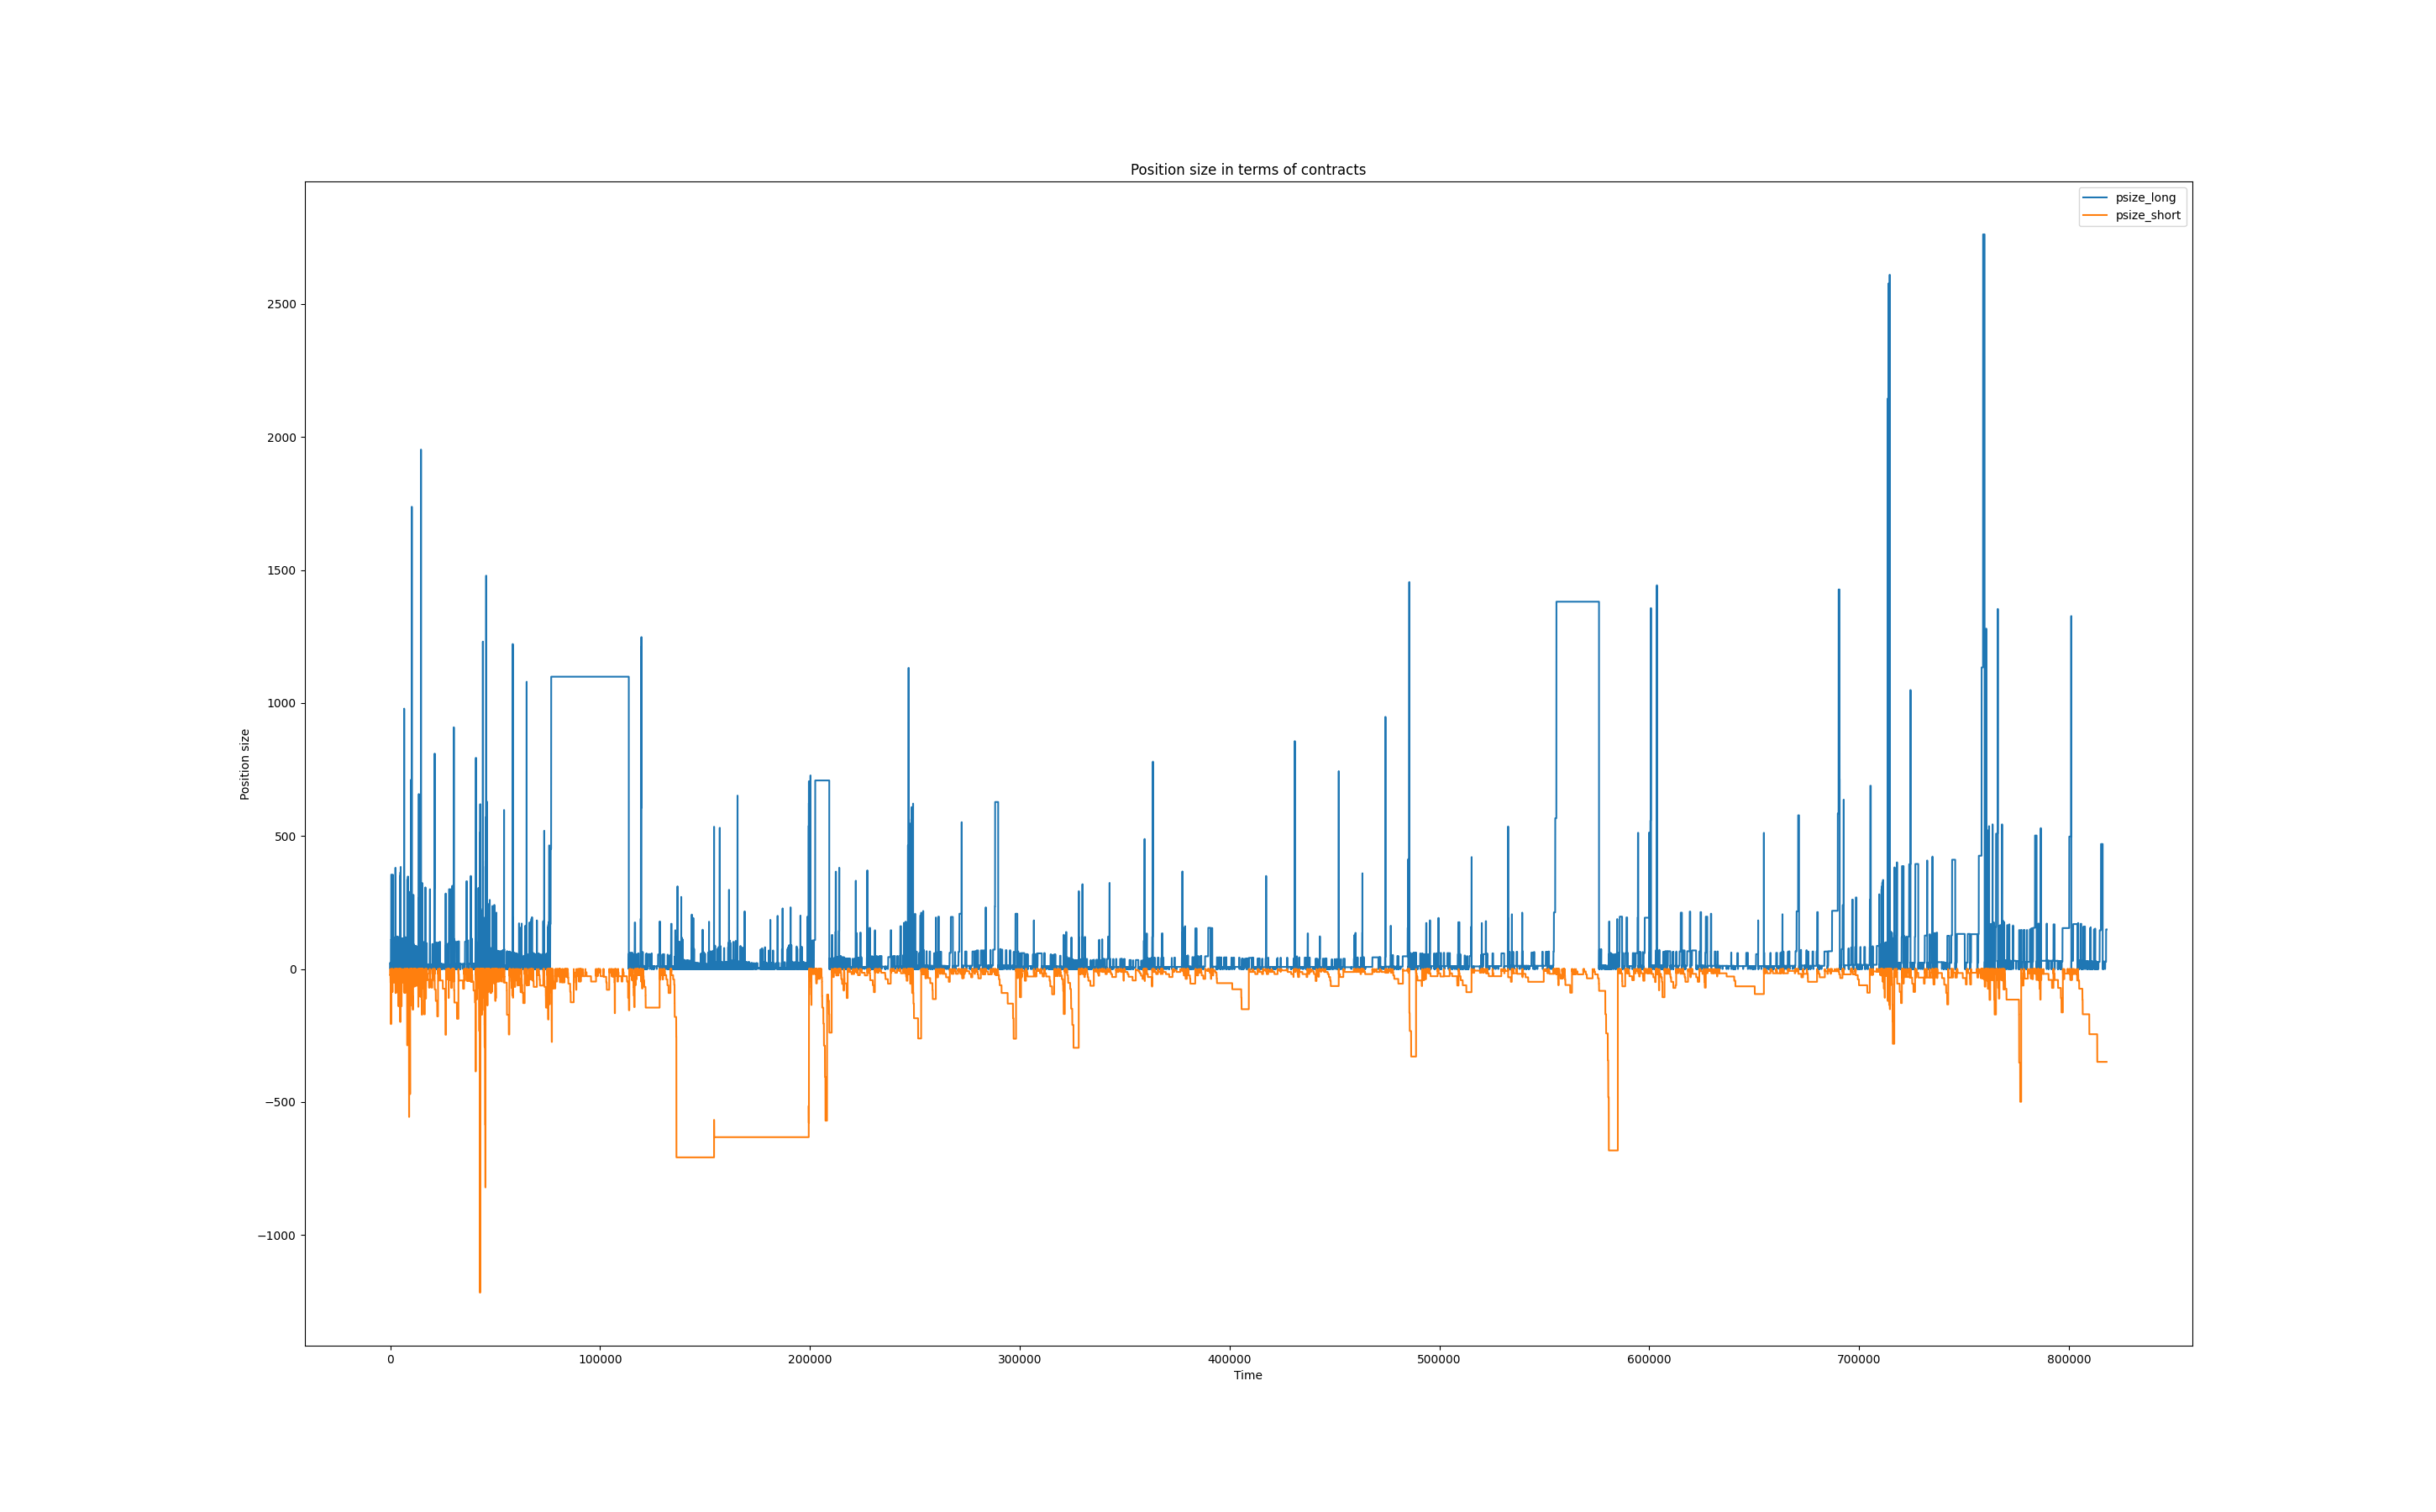 Position size in terms of contracts
psize_long
psize_short
Position size
2500
2000
1500
1000
500
0
−500
−1000
0 100000 200000 300000 400000 500000 600000 700000 800000
Time